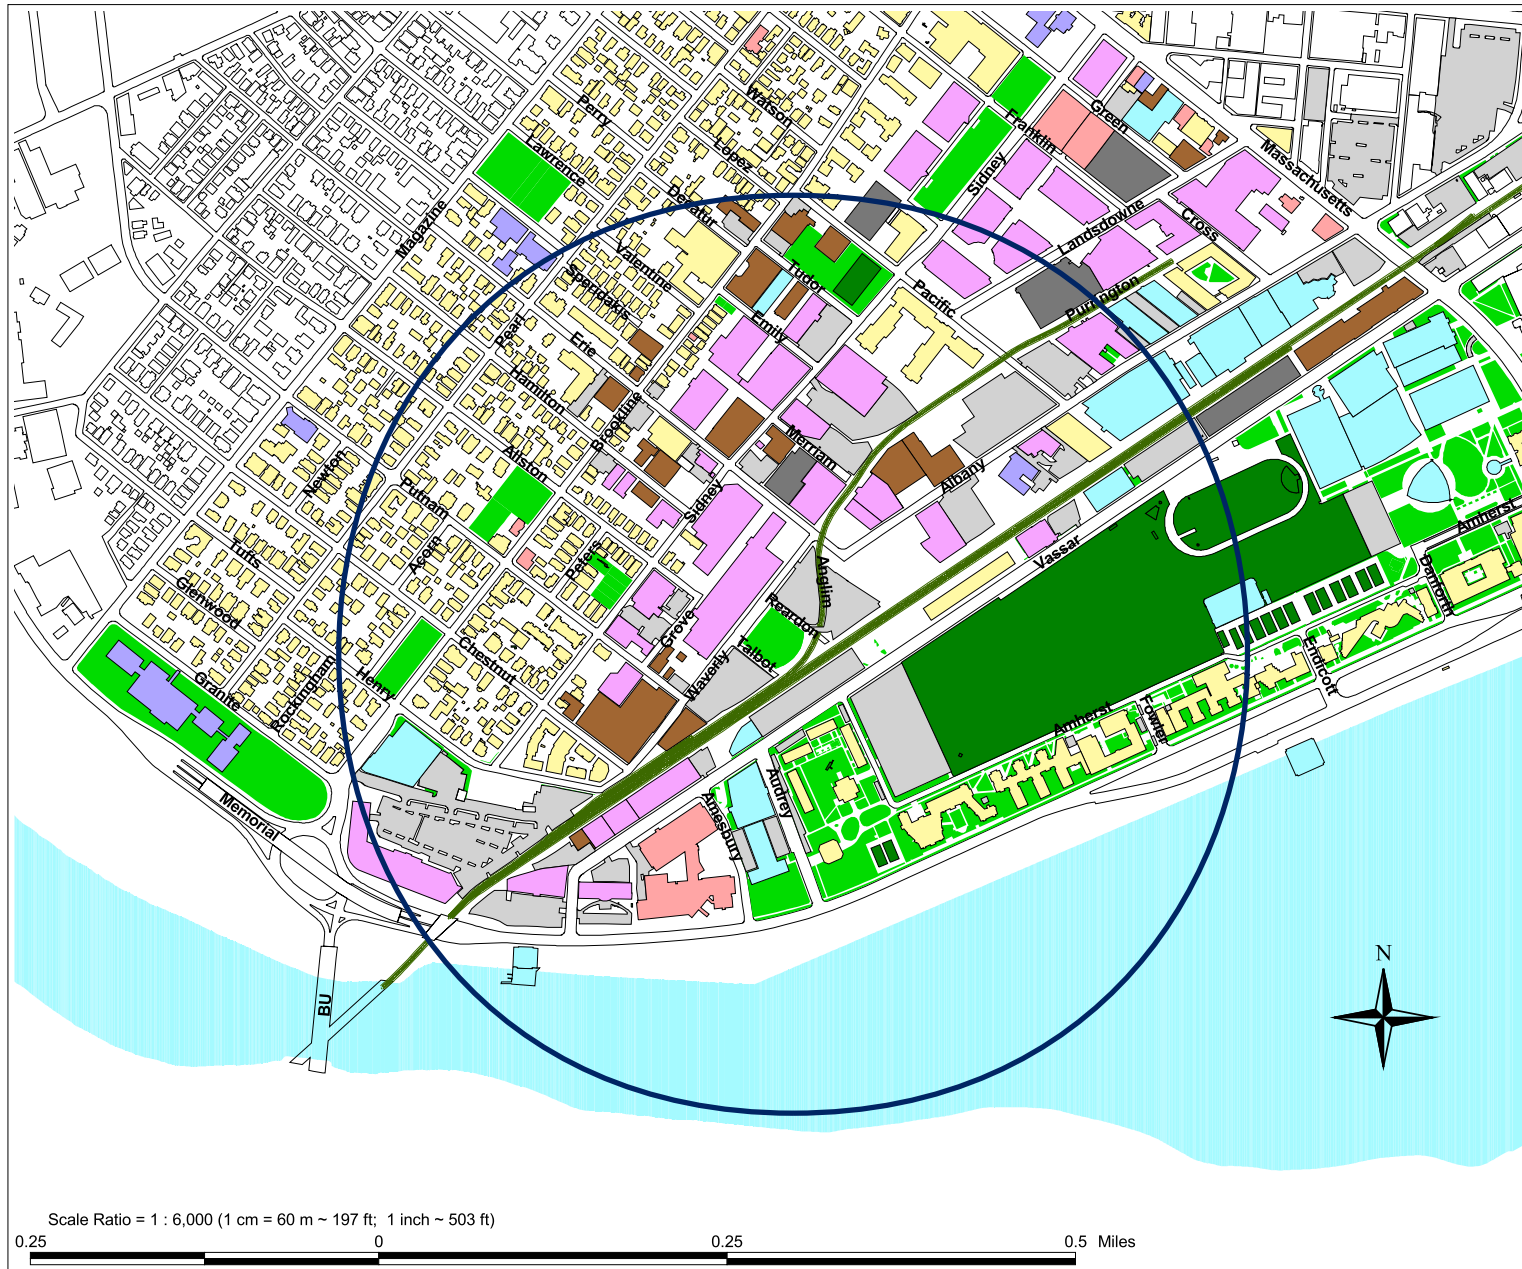 Perry
Watson
Green
Franklin
Lopez
Massachusetts
Lawrence
Sidney
Decatur
Magazine
Landsdowne
Cross
Valentine
Tudor
Speridakis
Pacific
Purrington
Emily
Pearl
Erie
Hamilton
Brookline
Merriam
Allston
Newton
Albany
Putnam
Sidney
Amherst
Tufts
Acorn
Peters
Vassar
Glenwood
Anglim
Danforth
Reardon
Grove
Talbot
Chestnut
Waverly
Endicott
Granite
Rockingham
Henry
Amherst
Fowler
Audrey
Amesbury
Memorial
BU
N
Scale Ratio = 1 : 6,000 (1 cm = 60 m ~ 197 ft; 1 inch ~ 503 ft)
0.25 0 0.25 0.5 Miles